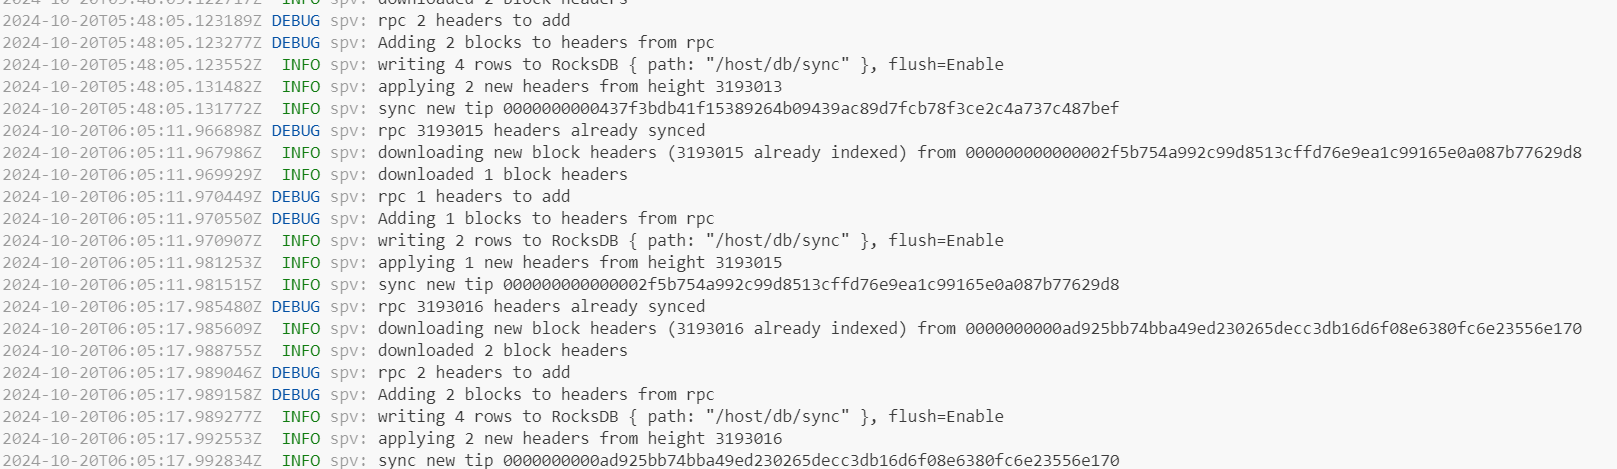 2024-10-20T05:48:05.122717Z INFO spv: downloaded 2 block headers
2024-10-20T05:48:05.123189Z DEBUG spv: rpc 2 headers to add
2024-10-20T05:48:05.123277Z DEBUG spv: Adding 2 blocks to headers from rpc
2024-10-20T05:48:05.123552Z INFO spv: writing 4 rows to RocksDB { path: "/host/db/sync" }, flush=Enable
2024-10-20T05:48:05.131482Z INFO spv: applying 2 new headers from height 3193013
2024-10-20T05:48:05.131772Z INFO spv: sync new tip 0000000000437f3bdb41f15389264b09439ac89d7fcb78f3ce2c4a737c487bef
2024-10-20T06:05:11.966898Z DEBUG spv: rpc 3193015 headers already synced
2024-10-20T06:05:11.967986Z INFO spv: downloading new block headers (3193015 already indexed) from 000000000000002f5b754a992c99d8513cffd76e9ea1c99165e0a087b77629d8
2024-10-20T06:05:11.969929Z INFO spv: downloaded 1 block headers
2024-10-20T06:05:11.970449Z DEBUG spv: rpc 1 headers to add
2024-10-20T06:05:11.970550Z DEBUG spv: Adding 1 blocks to headers from rpc
2024-10-20T06:05:11.970907Z INFO spv: writing 2 rows to RocksDB { path: "/host/db/sync" }, flush=Enable
2024-10-20T06:05:11.981253Z INFO spv: applying 1 new headers from height 3193015
2024-10-20T06:05:11.981515Z INFO spv: sync new tip 000000000000002f5b754a992c99d8513cffd76e9ea1c99165e0a087b77629d8
2024-10-20T06:05:17.985480Z DEBUG spv: rpc 3193016 headers already synced
2024-10-20T06:05:17.985609Z INFO spv: downloading new block headers (3193016 already indexed) from 0000000000ad925bb74bba49ed230265decc3db16d6f08e6380fc6e23556e170
2024-10-20T06:05:17.988755Z INFO spv: downloaded 2 block headers
2024-10-20T06:05:17.989046Z DEBUG spv: rpc 2 headers to add
2024-10-20T06:05:17.989158Z DEBUG spv: Adding 2 blocks to headers from rpc
2024-10-20T06:05:17.989277Z INFO spv: writing 4 rows to RocksDB { path: "/host/db/sync" }, flush=Enable
2024-10-20T06:05:17.992553Z INFO spv: applying 2 new headers from height 3193016
2024-10-20T06:05:17.992834Z INFO spv: sync new tip 0000000000ad925bb74bba49ed230265decc3db16d6f08e6380fc6e23556e170